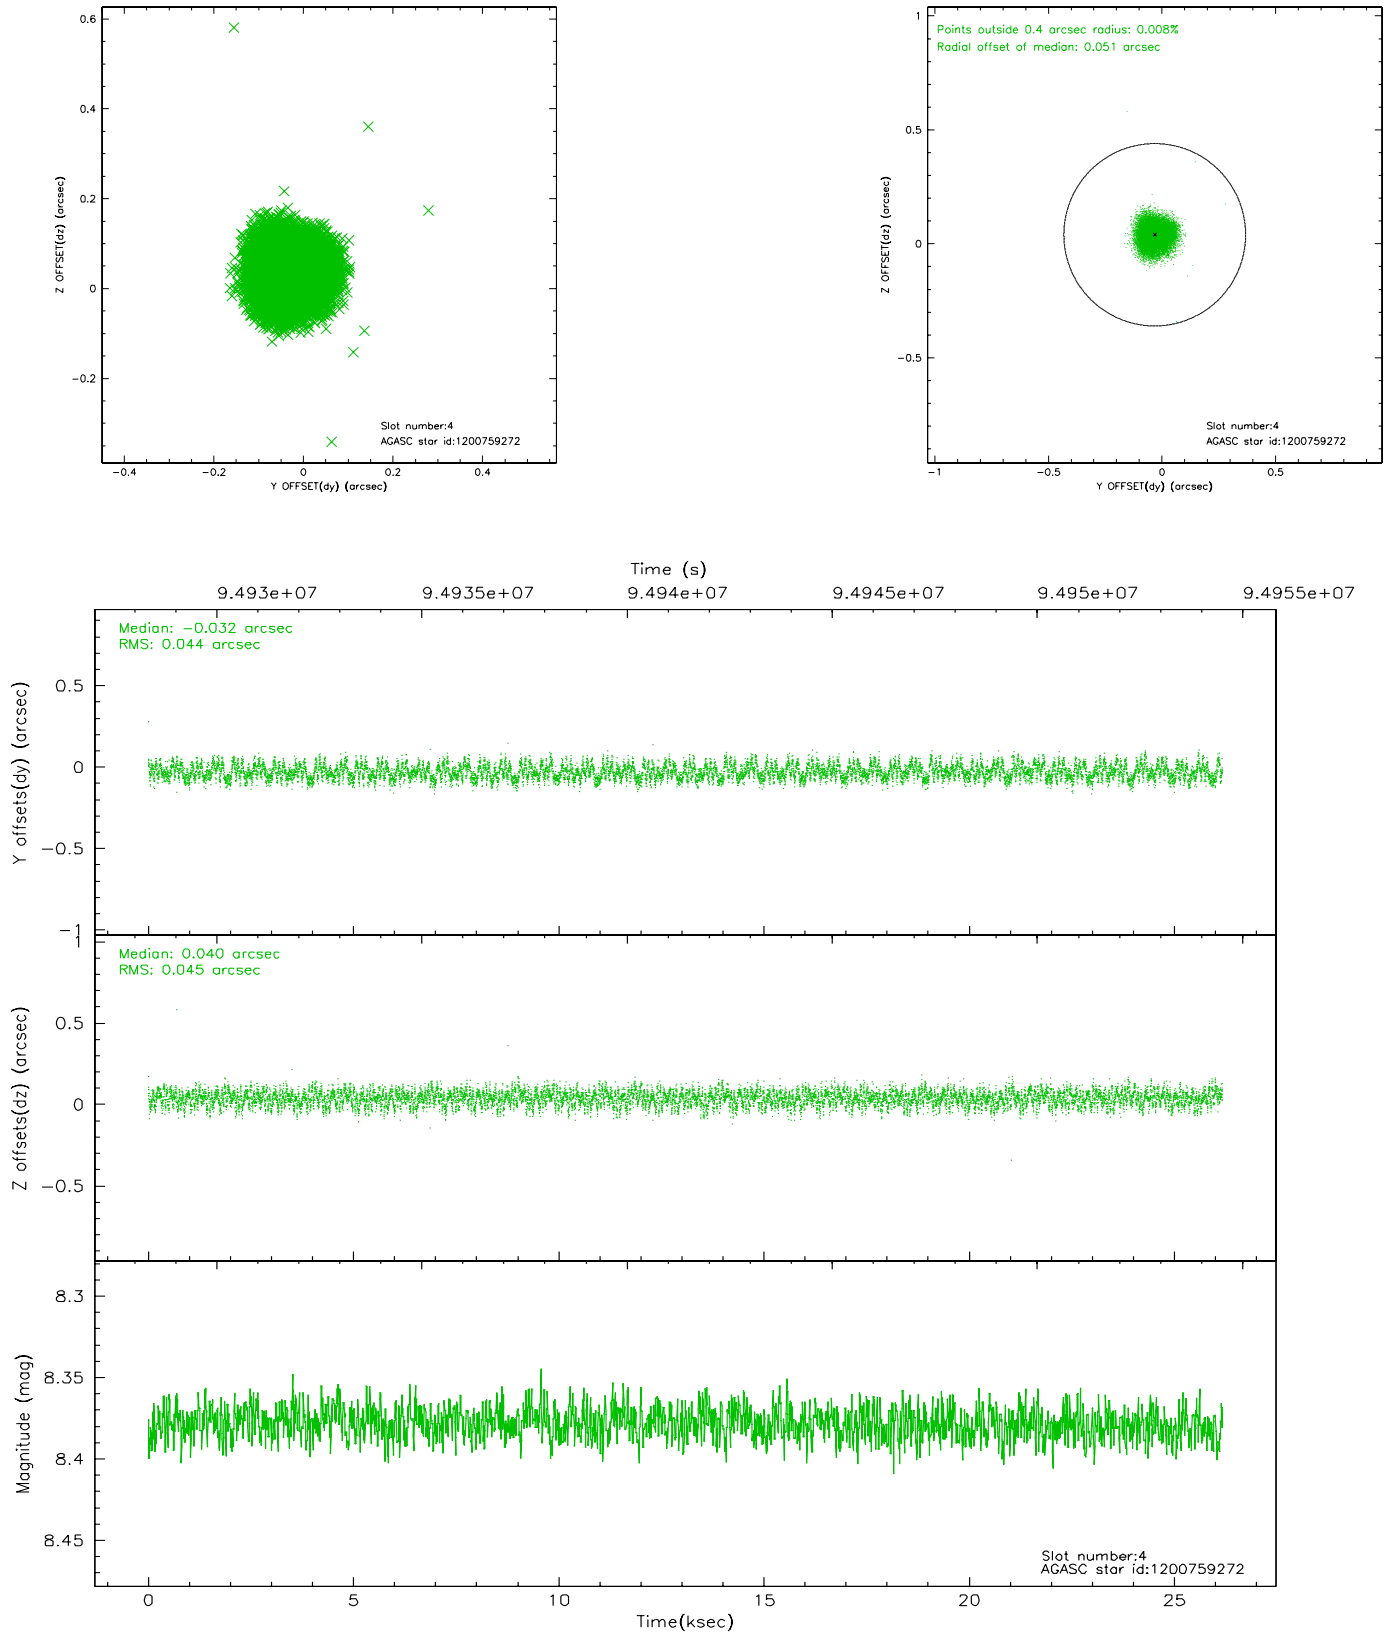 0.6
0.4
0.2
0
−0.2
Z OFFSET(dz) (arcsec)
Slot number:4
AGASC star id:1200759272
−0.4 −0.2 0 0.2 0.4
Y OFFSET(dy) (arcsec)
Points outside 0.4 arcsec radius: 0.008%
Radial offset of median: 0.051 arcsec
1
0.5
0
−0.5
Z OFFSET(dz) (arcsec)
Slot number:4
AGASC star id:1200759272
−1 −0.5 0 0.5
Y OFFSET(dy) (arcsec)
Time (s)
9.493e+07 9.4935e+07 9.494e+07 9.4945e+07 9.495e+07 9.4955e+07
Median: −0.032 arcsec
RMS: 0.044 arcsec
0.5
0
−0.5
−1
Y offsets(dy) (arcsec)
Median: 0.040 arcsec
RMS: 0.045 arcsec
1
0.5
0
−0.5
Z offsets(dz) (arcsec)
8.3
8.35
8.4
8.45
Magnitude (mag)
Slot number:4
AGASC star id:1200759272
0 5 10 15 20 25
Time(ksec)